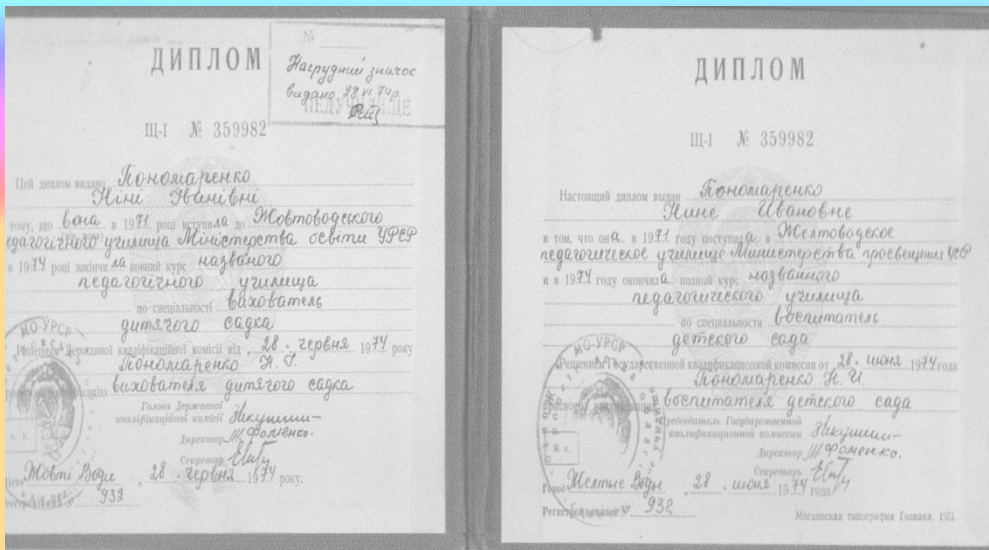 ДИПЛОМ
№
Нагрудний значок
видано 28 VI 74р.
ПЕДУЧИЛИЩЕ
Щ-I № 359982
Цей диплом видано Пономаренко
Ніні Іванівні
тому, що вона в 1971 році вступила до Жовтоводського
педагогічного училища Міністерства освіти УРСР
в 1974 році закінчила повний курс названого
педагогічного училища
по спеціальності вихователь
дитячого садка
Рішенням Державної кваліфікаційної комісії від 28 червня 1974 року
Пономаренко Н. І.
вихователя дитячого садка
Голова Державної
кваліфікаційної комісії
Директор Фоменко.
Секретар
Жовті Води, 28 червня 1974 року.
932
МО-УРСР
ДИПЛОМ
Щ-I № 359982
Настоящий диплом выдан Пономаренко
Нине Ивановне
в том, что она в 1971 году поступила в Желтоводское
педагогическое училище Министерства просвещения УССР
и в 1974 году окончила полный курс названного
педагогического училища
по специальности воспитатель
детского сада
Решением Государственной квалификационной комиссии от 28 июня 1974 года
Пономаренко Н. И.
воспитателя детского сада
Председатель Государственной
квалификационной комиссии
Директор Фоменко.
Секретарь
Город Желтые Воды, 28 июня 1974 года
Регистрационный № 932
МО-УРСР
Московская типография Гознака. 1973.